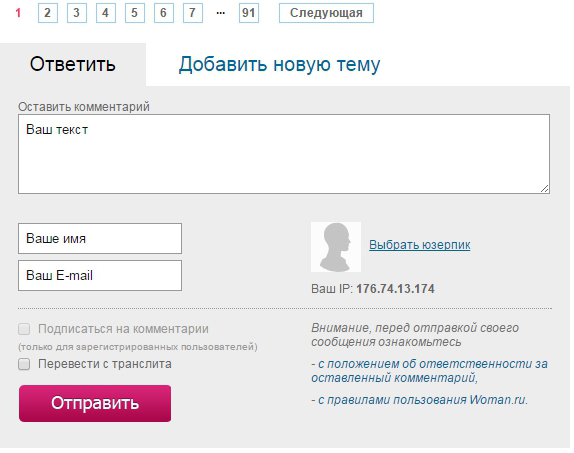 1 2 3 4 5 6 7 ... 91 Следующая
Ответить Добавить новую тему
Оставить комментарий
Ваш текст
Ваше имя
Выбрать юзерпик
Ваш E-mail
Ваш IP: 176.74.13.174
Подписаться на комментарии
(только для зарегистрированных пользователей)
Перевести с транслита
Отправить
Внимание, перед отправкой своего
сообщения ознакомьтесь
- с положением об ответственности за
оставленный комментарий,
- с правилами пользования Woman.ru.